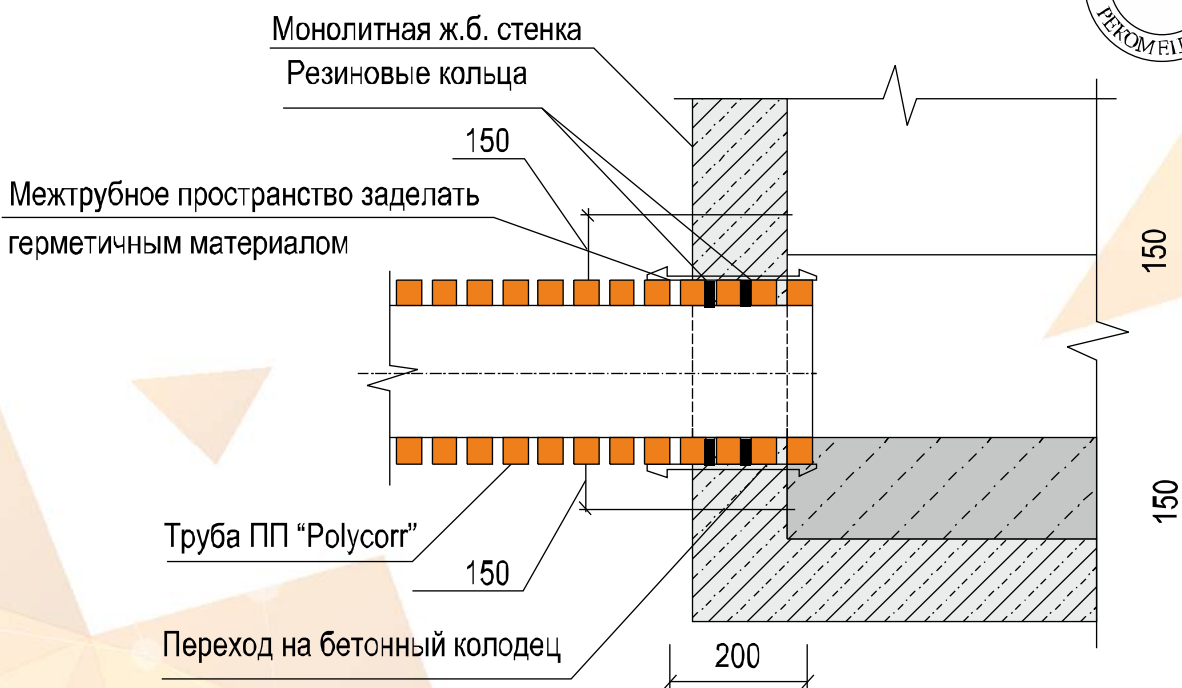 Монолитная ж.б. стенка
Резиновые кольца
150
Межтрубное пространство заделать
герметичным материалом
150
Труба ПП “Polycorr”
150
150
Переход на бетонный колодец
200